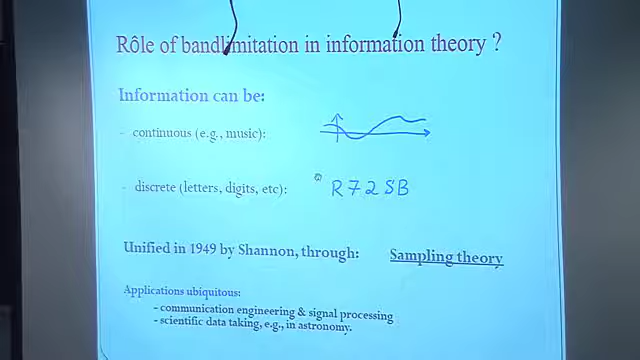 Rôle of bandlimitation in information theory ?
Information can be:
- continuous (e.g., music):
- discrete (letters, digits, etc): R72SB
Unified in 1949 by Shannon, through: Sampling theory
Applications ubiquitous:
- communication engineering & signal processing
- scientific data taking, e.g., in astronomy.